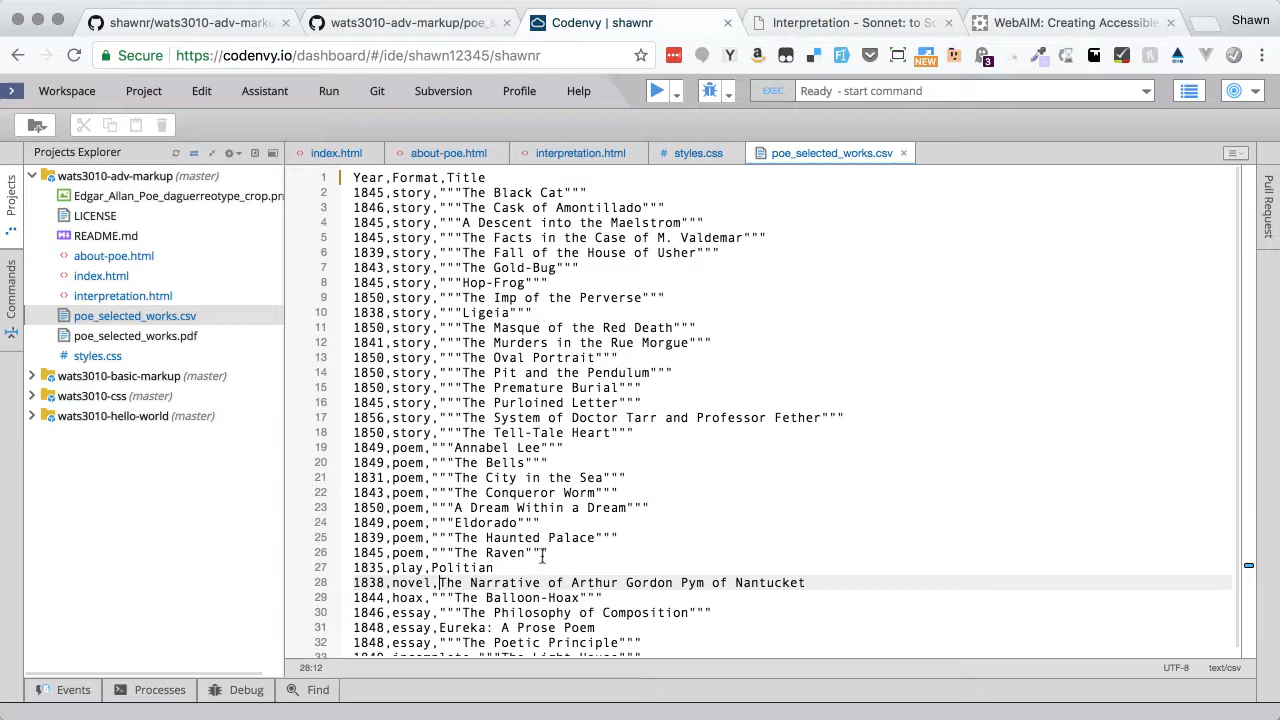 shawnr/wats3010-adv-marku
wats3010-adv-markup/poe_s
Codenvy | shawnr
Interpretation - Sonnet: to Sc
WebAIM: Creating Accessible
Shawn
Secure
https://codenvy.io/dashboard/#/ide/shawn12345/shawnr
NEW
3
Workspace Project Edit Assistant Run Git Subversion Profile Help
EXEC Ready - start command
Projects Explorer
index.html about-poe.html interpretation.html # styles.css poe_selected_works.csv
Projects
Commands
Pull Request
wats3010-adv-markup (master)
Edgar_Allan_Poe_daguerreotype_crop.pn
LICENSE
README.md
about-poe.html
index.html
interpretation.html
poe_selected_works.csv
poe_selected_works.pdf
# styles.css
wats3010-basic-markup (master)
wats3010-css (master)
wats3010-hello-world (master)
1 Year,Format,Title
2 1845,story,"""The Black Cat"""
3 1846,story,"""The Cask of Amontillado"""
4 1845,story,"""A Descent into the Maelstrom"""
5 1845,story,"""The Facts in the Case of M. Valdemar"""
6 1839,story,"""The Fall of the House of Usher"""
7 1843,story,"""The Gold-Bug"""
8 1845,story,"""Hop-Frog"""
9 1850,story,"""The Imp of the Perverse"""
10 1838,story,"""Ligeia"""
11 1850,story,"""The Masque of the Red Death"""
12 1841,story,"""The Murders in the Rue Morgue"""
13 1850,story,"""The Oval Portrait"""
14 1850,story,"""The Pit and the Pendulum"""
15 1850,story,"""The Premature Burial"""
16 1845,story,"""The Purloined Letter"""
17 1856,story,"""The System of Doctor Tarr and Professor Fether"""
18 1850,story,"""The Tell-Tale Heart"""
19 1849,poem,"""Annabel Lee"""
20 1849,poem,"""The Bells"""
21 1831,poem,"""The City in the Sea"""
22 1843,poem,"""The Conqueror Worm"""
23 1850,poem,"""A Dream Within a Dream"""
24 1849,poem,"""Eldorado"""
25 1839,poem,"""The Haunted Palace"""
26 1845,poem,"""The Raven"""
27 1835,play,Politian
28 1838,novel,The Narrative of Arthur Gordon Pym of Nantucket
29 1844,hoax,"""The Balloon-Hoax"""
30 1846,essay,"""The Philosophy of Composition"""
31 1848,essay,Eureka: A Prose Poem
32 1848,essay,"""The Poetic Principle"""
33 1849,incomplete,"""The Light-House"""
28:12 UTF-8 text/csv
Events Processes Debug Find